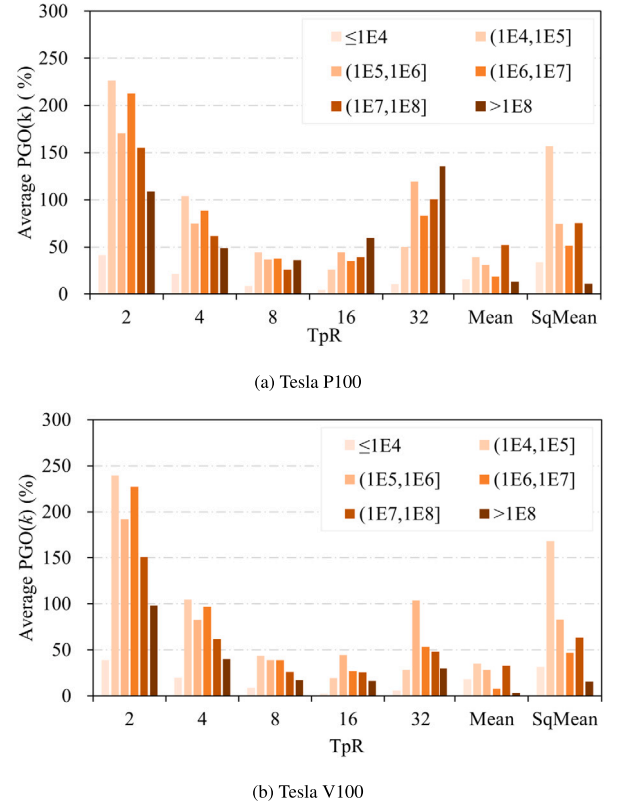 300
250
200
150
100
50
0
Average PGO(k) ( %)
≤1E4
(1E4,1E5]
(1E5,1E6]
(1E6,1E7]
(1E7,1E8]
>1E8
2 4 8 16 32 Mean SqMean
TpR
(a) Tesla P100
300
250
200
150
100
50
0
Average PGO(k) (%)
≤1E4
(1E4,1E5]
(1E5,1E6]
(1E6,1E7]
(1E7,1E8]
>1E8
2 4 8 16 32 Mean SqMean
TpR
(b) Tesla V100